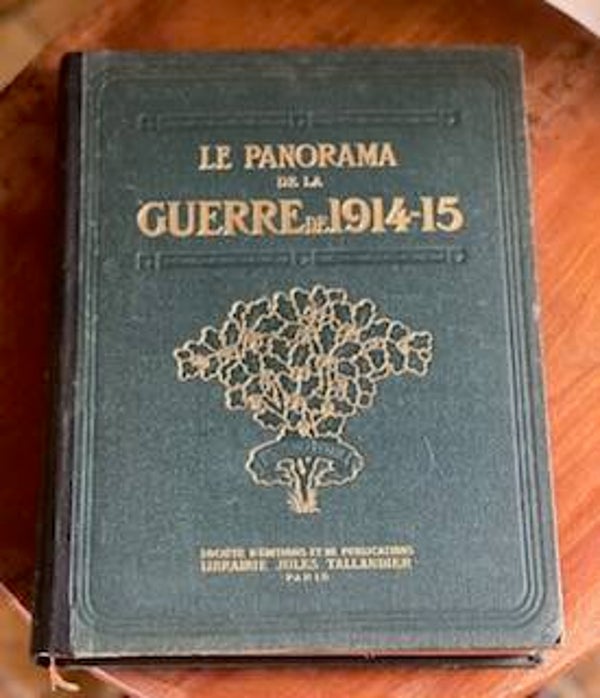 LE PANORAMA
DE LA
GUERRE DE 1914-15
SOCIÉTÉ D'ÉDITIONS ET DE PUBLICATIONS
LIBRAIRIE JULES TALLANDIER
PARIS